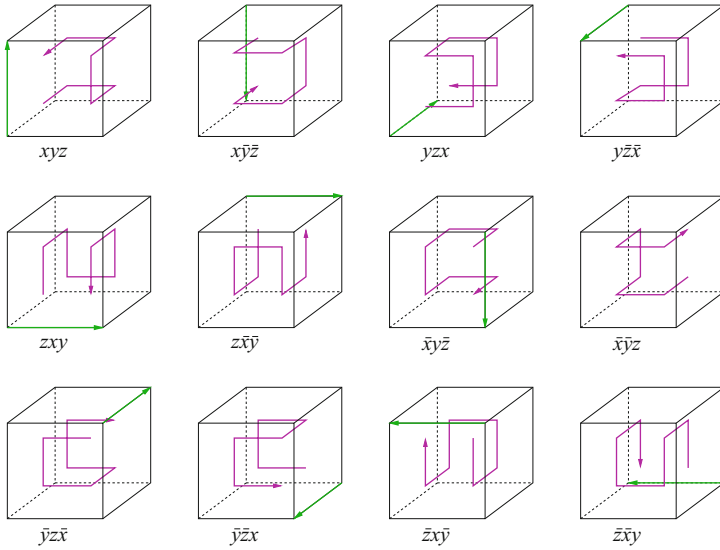 xyz xȳz̄ yzx yz̄x̄
zxy zx̄ȳ x̄yz̄ x̄ȳz
ȳzx̄ ȳz̄x z̄xȳ z̄x̄y